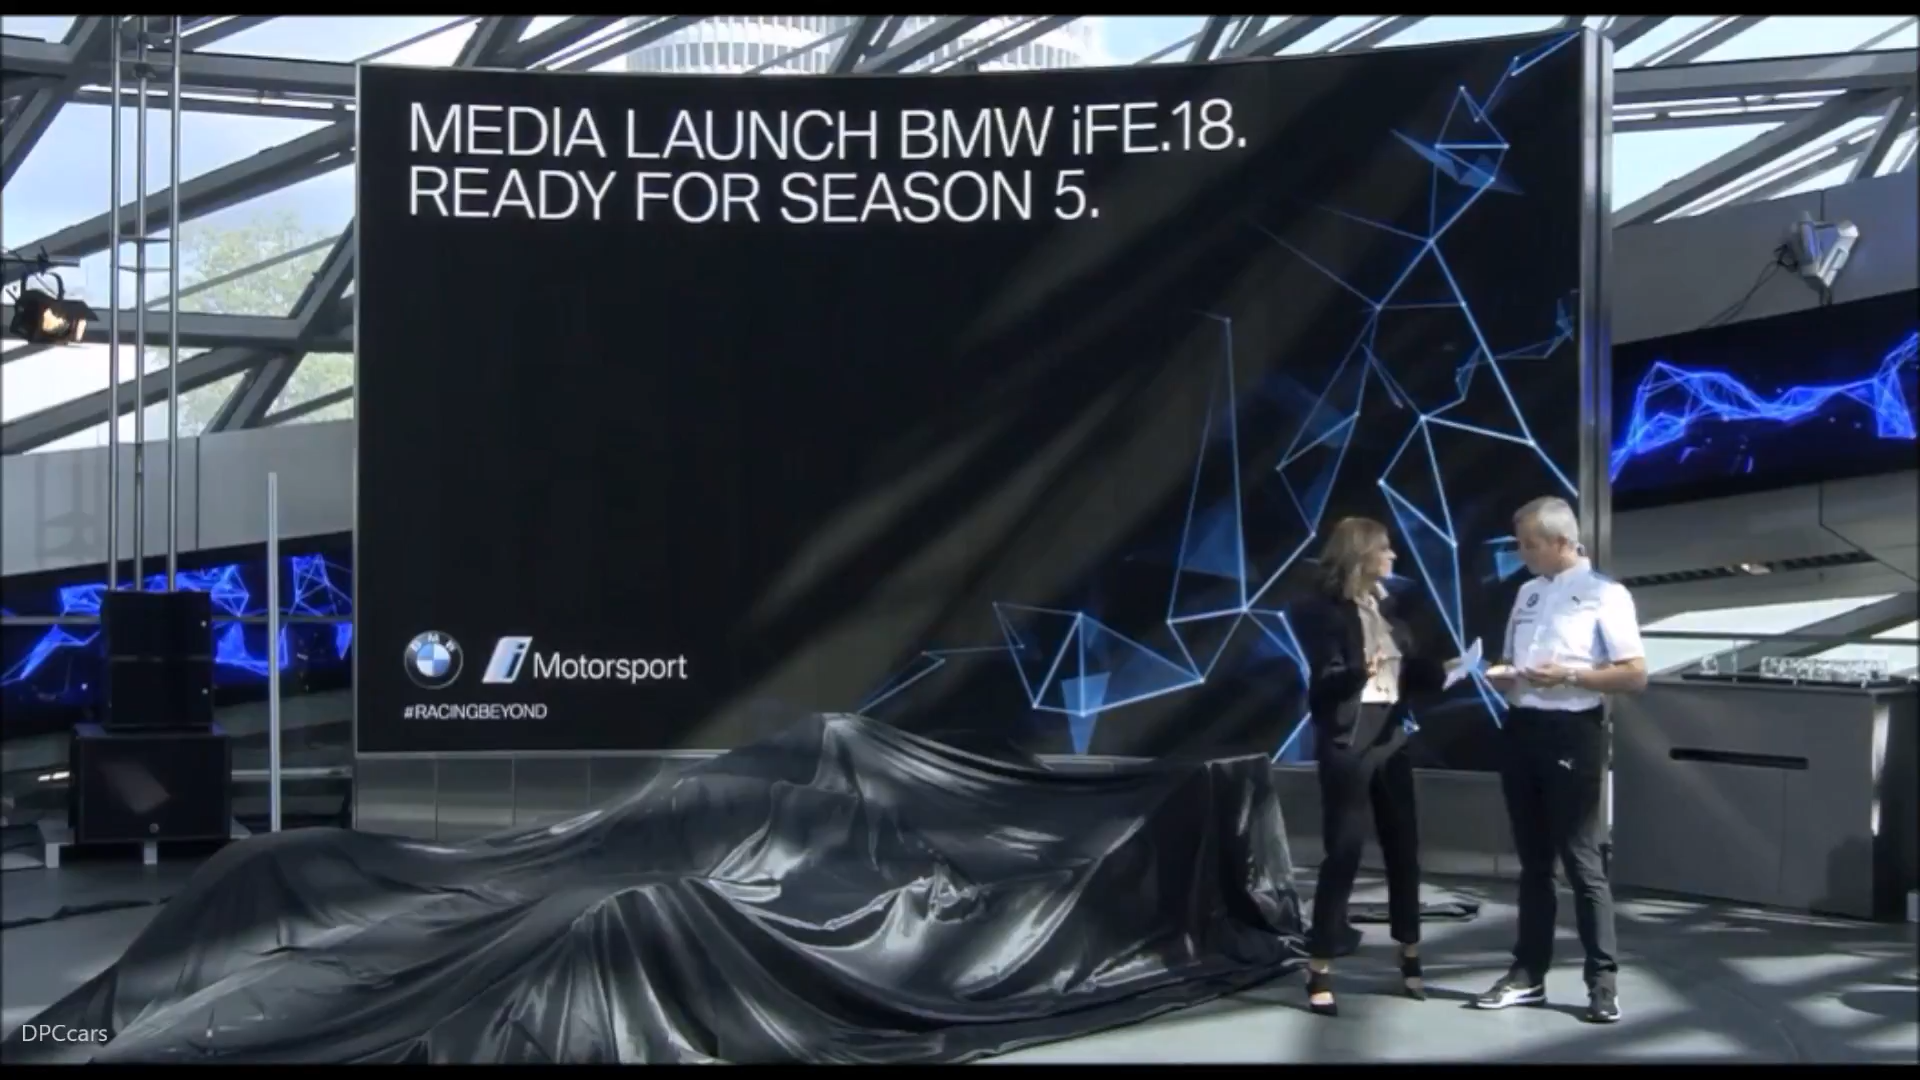 MEDIA LAUNCH BMW iFE.18.
READY FOR SEASON 5.
BMW
i Motorsport
#RACINGBEYOND
DPCcars